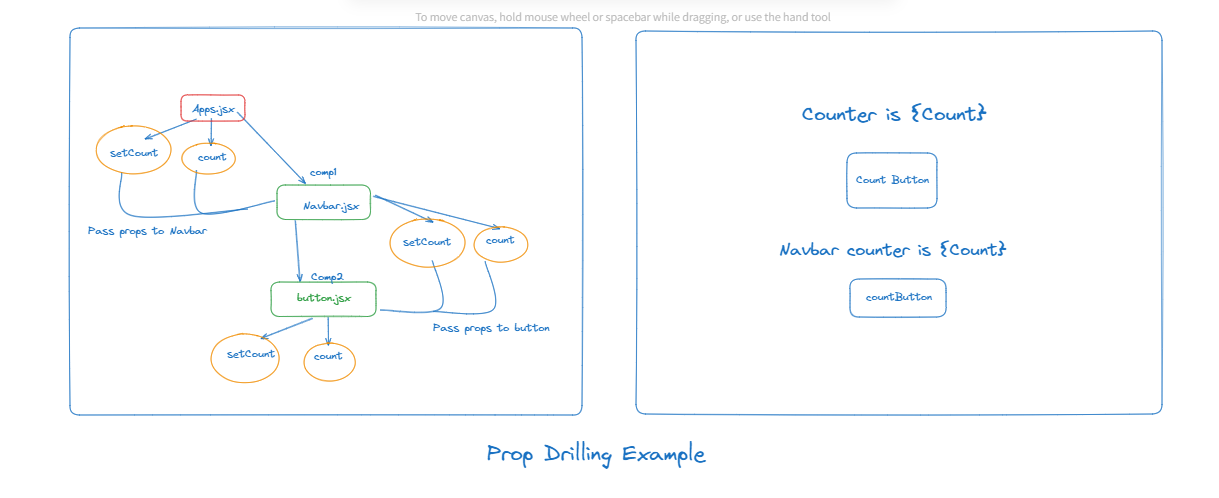 To move canvas, hold mouse wheel or spacebar while dragging, or use the hand tool
Apps.jsx
setCount
count
comp1
Navbar.jsx
Pass props to Navbar
setCount
count
Comp2
button.jsx
Pass props to button
setCount
count
Counter is {Count}
Count Button
Navbar counter is {Count}
countButton
Prop Drilling Example